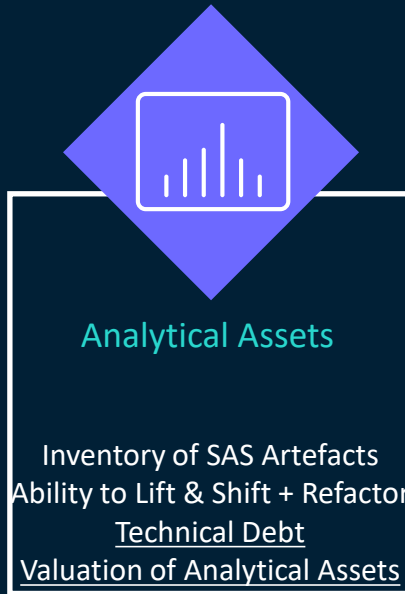 Analytical Assets
Inventory of SAS Artefacts
Ability to Lift & Shift + Refactor
Technical Debt
Valuation of Analytical Assets